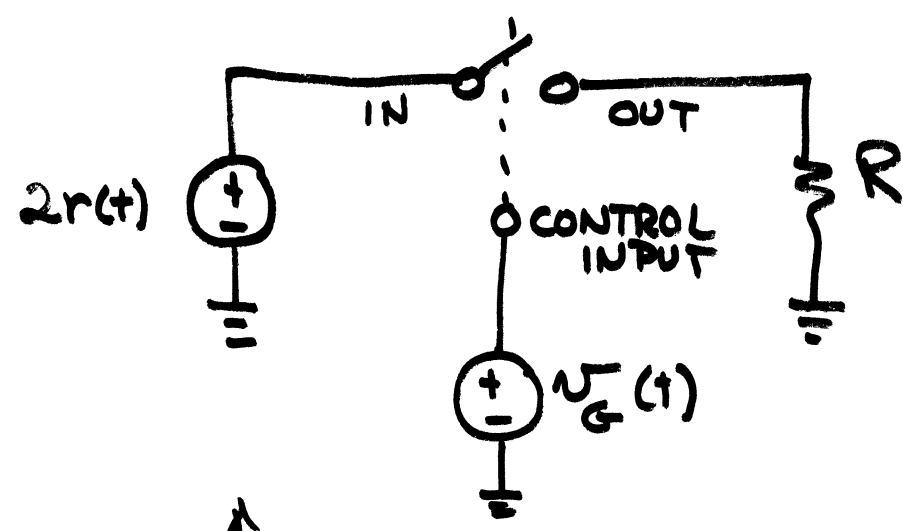 IN
OUT
R
2r(t)
+
-
CONTROL
INPUT
+
-
v_G(t)